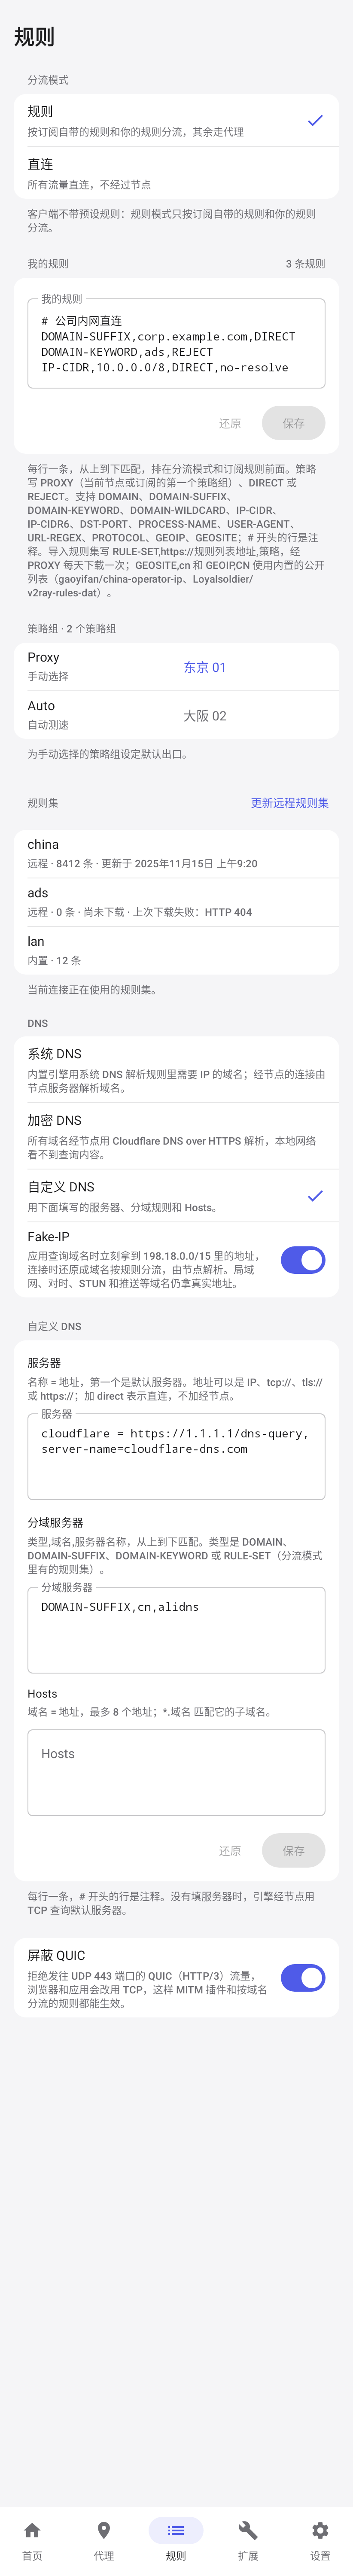 规则
分流模式
规则
按订阅自带的规则和你的规则分流，其余走代理
直连
所有流量直连，不经过节点
客户端不带预设规则：规则模式只按订阅自带的规则和你的规则
分流。
我的规则 3 条规则
我的规则
# 公司内网直连
DOMAIN-SUFFIX,corp.example.com,DIRECT
DOMAIN-KEYWORD,ads,REJECT
IP-CIDR,10.0.0.0/8,DIRECT,no-resolve
还原 保存
每行一条，从上到下匹配，排在分流模式和订阅规则前面。策略
写 PROXY（当前节点或订阅的第一个策略组）、DIRECT 或
REJECT。支持 DOMAIN、DOMAIN-SUFFIX、
DOMAIN-KEYWORD、DOMAIN-WILDCARD、IP-CIDR、
IP-CIDR6、DST-PORT、PROCESS-NAME、USER-AGENT、
URL-REGEX、PROTOCOL、GEOIP、GEOSITE；# 开头的行是注
释。导入规则集写 RULE-SET,https://规则列表地址,策略，经
PROXY 每天下载一次；GEOSITE,cn 和 GEOIP,CN 使用内置的公开
列表（gaoyifan/china-operator-ip、Loyalsoldier/
v2ray-rules-dat）。
策略组 · 2 个策略组
Proxy
手动选择
东京 01
Auto
自动测速
大阪 02
为手动选择的策略组设定默认出口。
规则集 更新远程规则集
china
远程 · 8412 条 · 更新于 2025年11月15日 上午9:20
ads
远程 · 0 条 · 尚未下载 · 上次下载失败：HTTP 404
lan
内置 · 12 条
当前连接正在使用的规则集。
DNS
系统 DNS
内置引擎用系统 DNS 解析规则里需要 IP 的域名；经节点的连接由
节点服务器解析域名。
加密 DNS
所有域名经节点用 Cloudflare DNS over HTTPS 解析，本地网络
看不到查询内容。
自定义 DNS
用下面填写的服务器、分域规则和 Hosts。
Fake-IP
应用查询域名时立刻拿到 198.18.0.0/15 里的地址，
连接时还原成域名按规则分流，由节点解析。局域
网、对时、STUN 和推送等域名仍拿真实地址。
自定义 DNS
服务器
名称 = 地址，第一个是默认服务器。地址可以是 IP、tcp://、tls://
或 https://；加 direct 表示直连，不加经节点。
服务器
cloudflare = https://1.1.1.1/dns-query,
server-name=cloudflare-dns.com
分域服务器
类型,域名,服务器名称，从上到下匹配。类型是 DOMAIN、
DOMAIN-SUFFIX、DOMAIN-KEYWORD 或 RULE-SET（分流模式
里有的规则集）。
分域服务器
DOMAIN-SUFFIX,cn,alidns
Hosts
域名 = 地址，最多 8 个地址；*.域名 匹配它的子域名。
Hosts
还原 保存
每行一条，# 开头的行是注释。没有填服务器时，引擎经节点用
TCP 查询默认服务器。
屏蔽 QUIC
拒绝发往 UDP 443 端口的 QUIC（HTTP/3）流量，
浏览器和应用会改用 TCP，这样 MITM 插件和按域名
分流的规则都能生效。
首页 代理 规则 扩展 设置